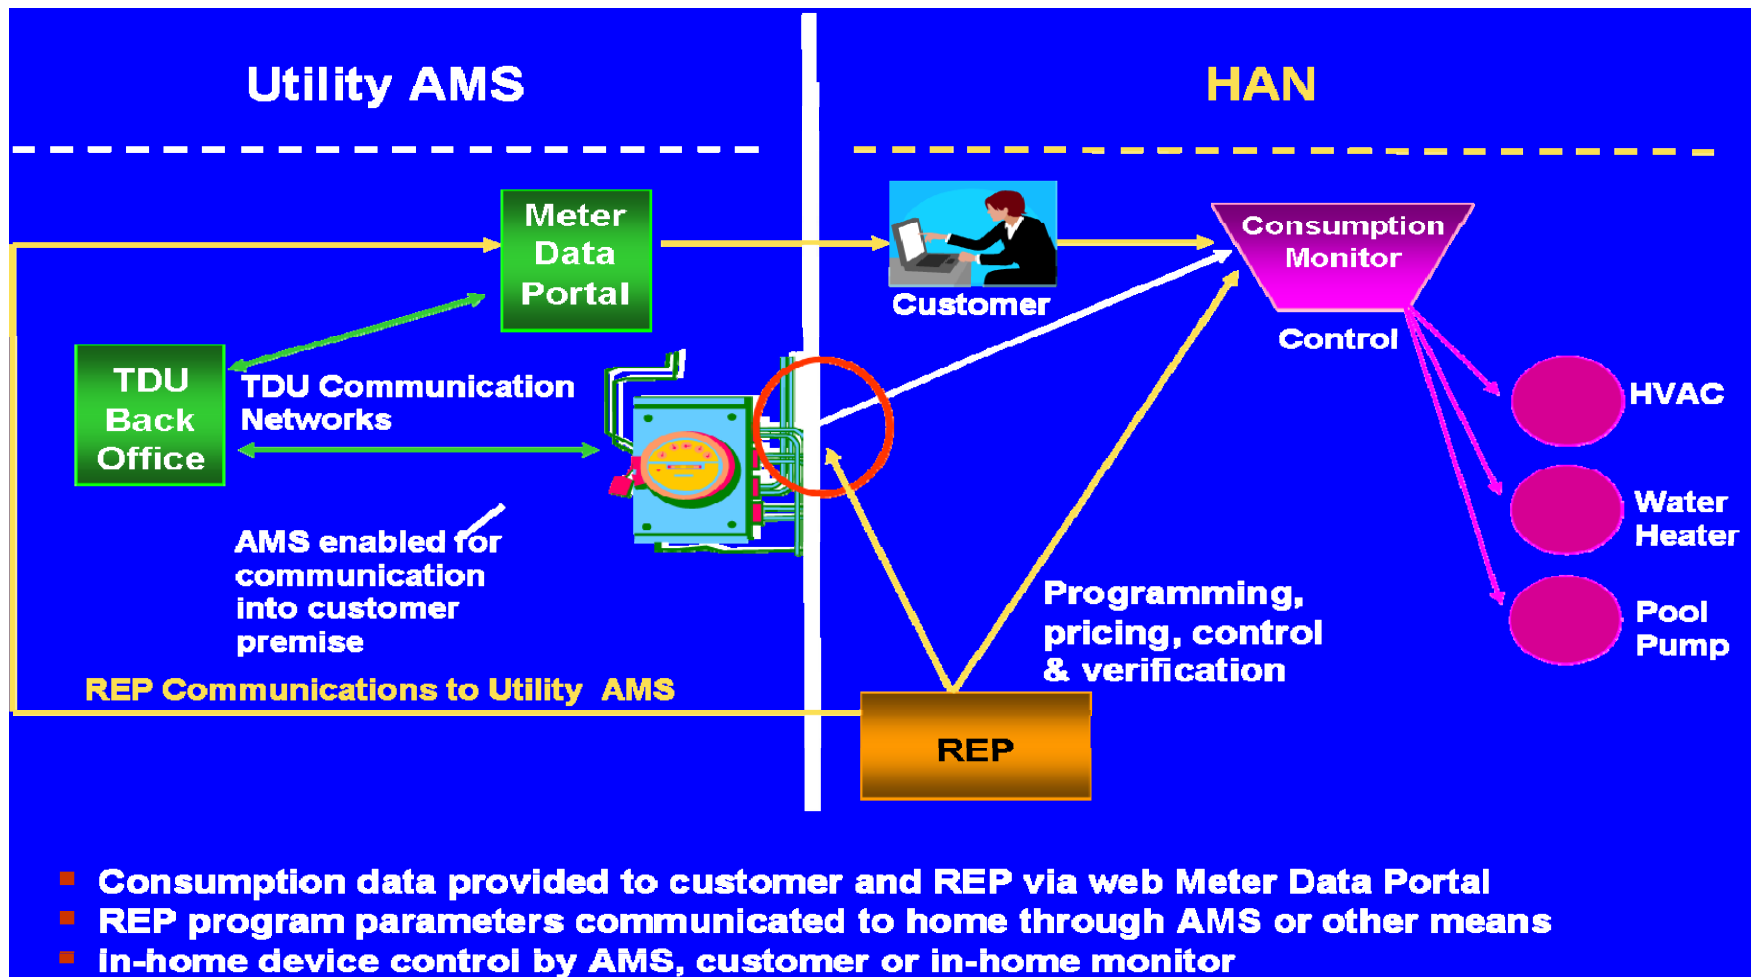 Utility AMS
HAN
Meter
Data
Portal
Customer
Consumption
Monitor
Control
TDU
Back
Office
TDU Communication
Networks
HVAC
Water
Heater
Pool
Pump
AMS enabled for
communication
into customer
premise
Programming,
pricing, control
& verification
REP Communications to Utility AMS
REP
Consumption data provided to customer and REP via web Meter Data Portal
REP program parameters communicated to home through AMS or other means
In-home device control by AMS, customer or in-home monitor